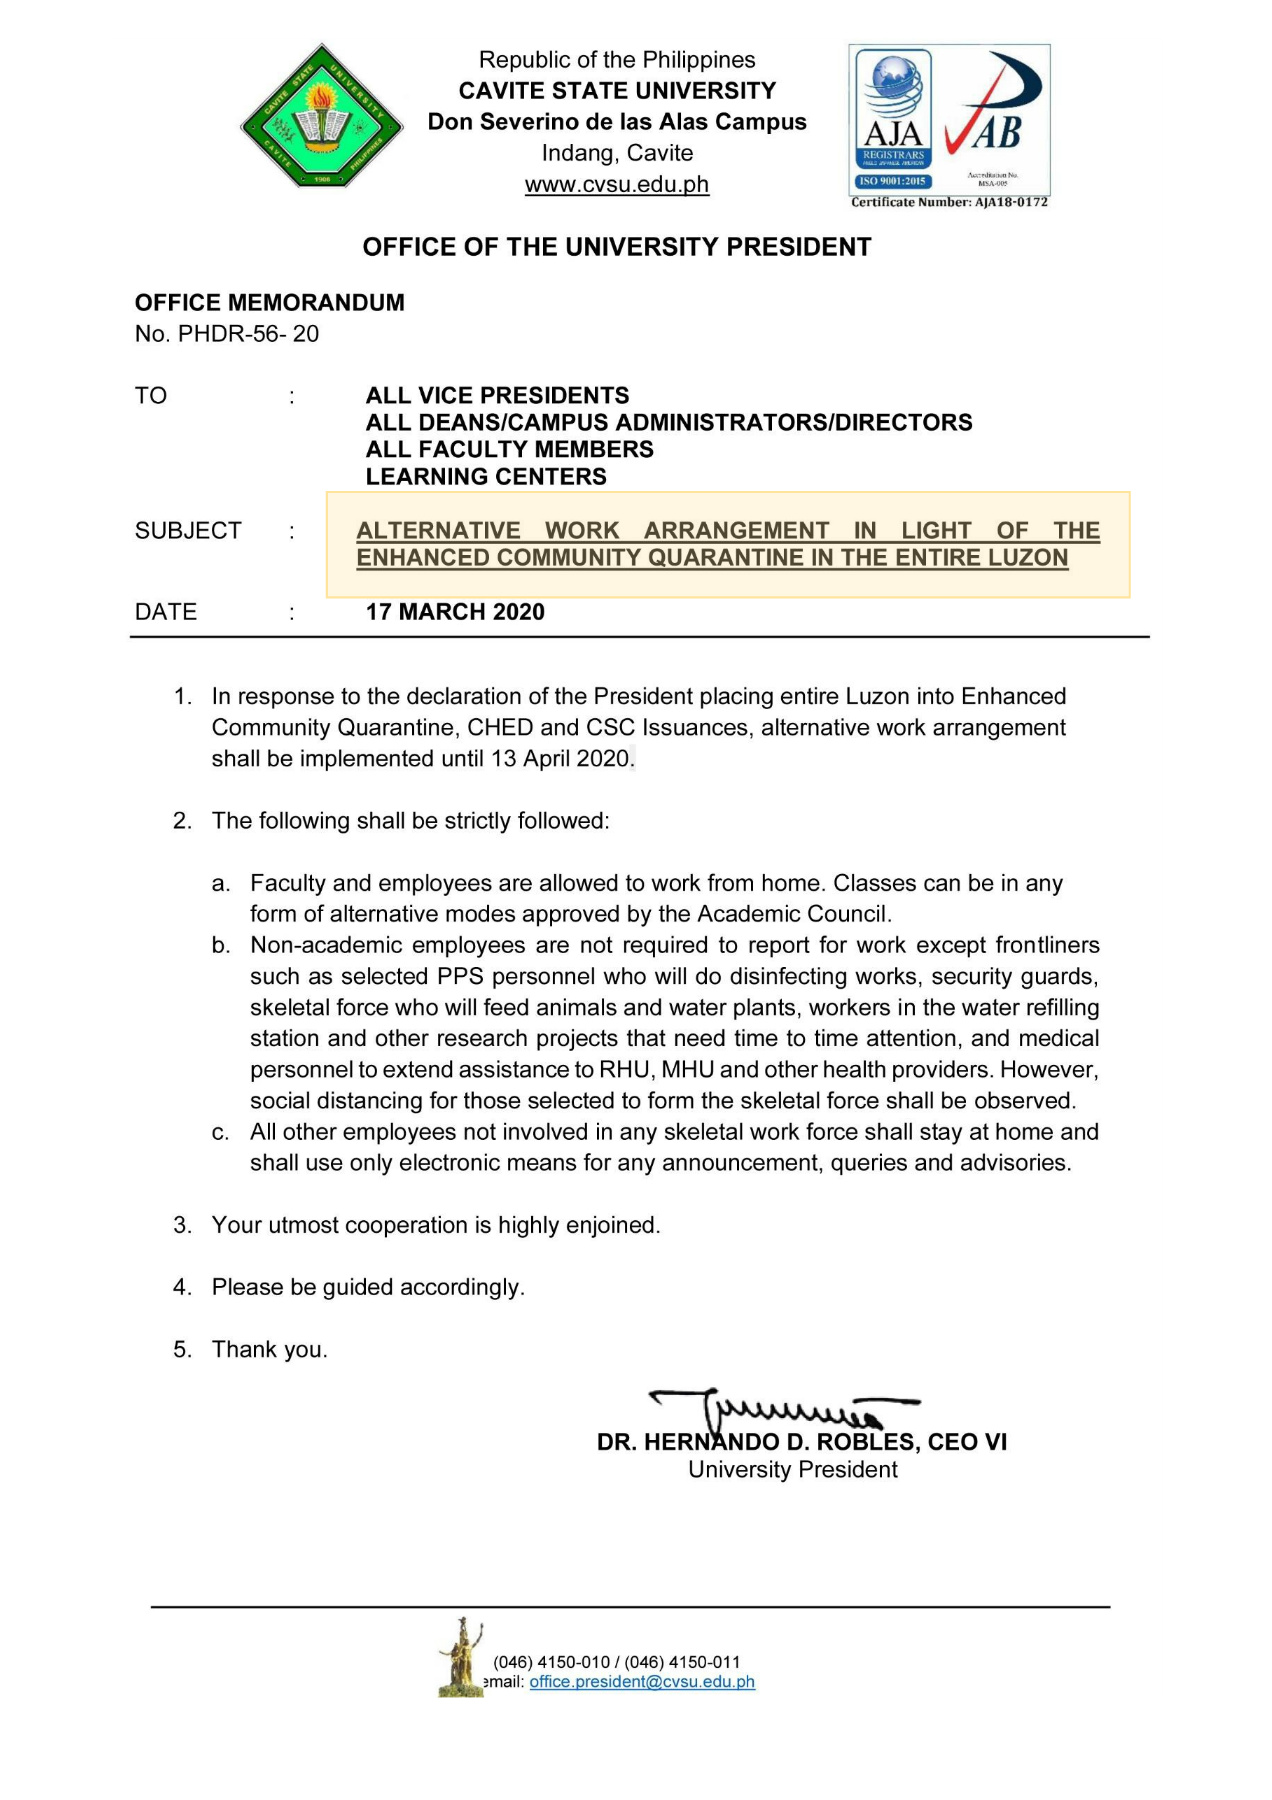 Republic of the Philippines
CAVITE STATE UNIVERSITY
Don Severino de las Alas Campus
Indang, Cavite
www.cvsu.edu.ph
CAVITE STATE UNIVERSITY
CAVITE PHILIPPINES
1906
AJA
REGISTRARS
ISO 9001:2015
PAB
Accreditation No.
MSA-005
Certificate Number: AJA18-0172
OFFICE OF THE UNIVERSITY PRESIDENT
OFFICE MEMORANDUM
No. PHDR-56- 20
TO : ALL VICE PRESIDENTS
ALL DEANS/CAMPUS ADMINISTRATORS/DIRECTORS
ALL FACULTY MEMBERS
LEARNING CENTERS
SUBJECT : ALTERNATIVE WORK ARRANGEMENT IN LIGHT OF THE
ENHANCED COMMUNITY QUARANTINE IN THE ENTIRE LUZON
DATE : 17 MARCH 2020
1. In response to the declaration of the President placing entire Luzon into Enhanced
Community Quarantine, CHED and CSC Issuances, alternative work arrangement
shall be implemented until 13 April 2020.
2. The following shall be strictly followed:
a. Faculty and employees are allowed to work from home. Classes can be in any
form of alternative modes approved by the Academic Council.
b. Non-academic employees are not required to report for work except frontliners
such as selected PPS personnel who will do disinfecting works, security guards,
skeletal force who will feed animals and water plants, workers in the water refilling
station and other research projects that need time to time attention, and medical
personnel to extend assistance to RHU, MHU and other health providers. However,
social distancing for those selected to form the skeletal force shall be observed.
c. All other employees not involved in any skeletal work force shall stay at home and
shall use only electronic means for any announcement, queries and advisories.
3. Your utmost cooperation is highly enjoined.
4. Please be guided accordingly.
5. Thank you.
DR. HERNANDO D. ROBLES, CEO VI
University President
(046) 4150-010 / (046) 4150-011
email: office.president@cvsu.edu.ph